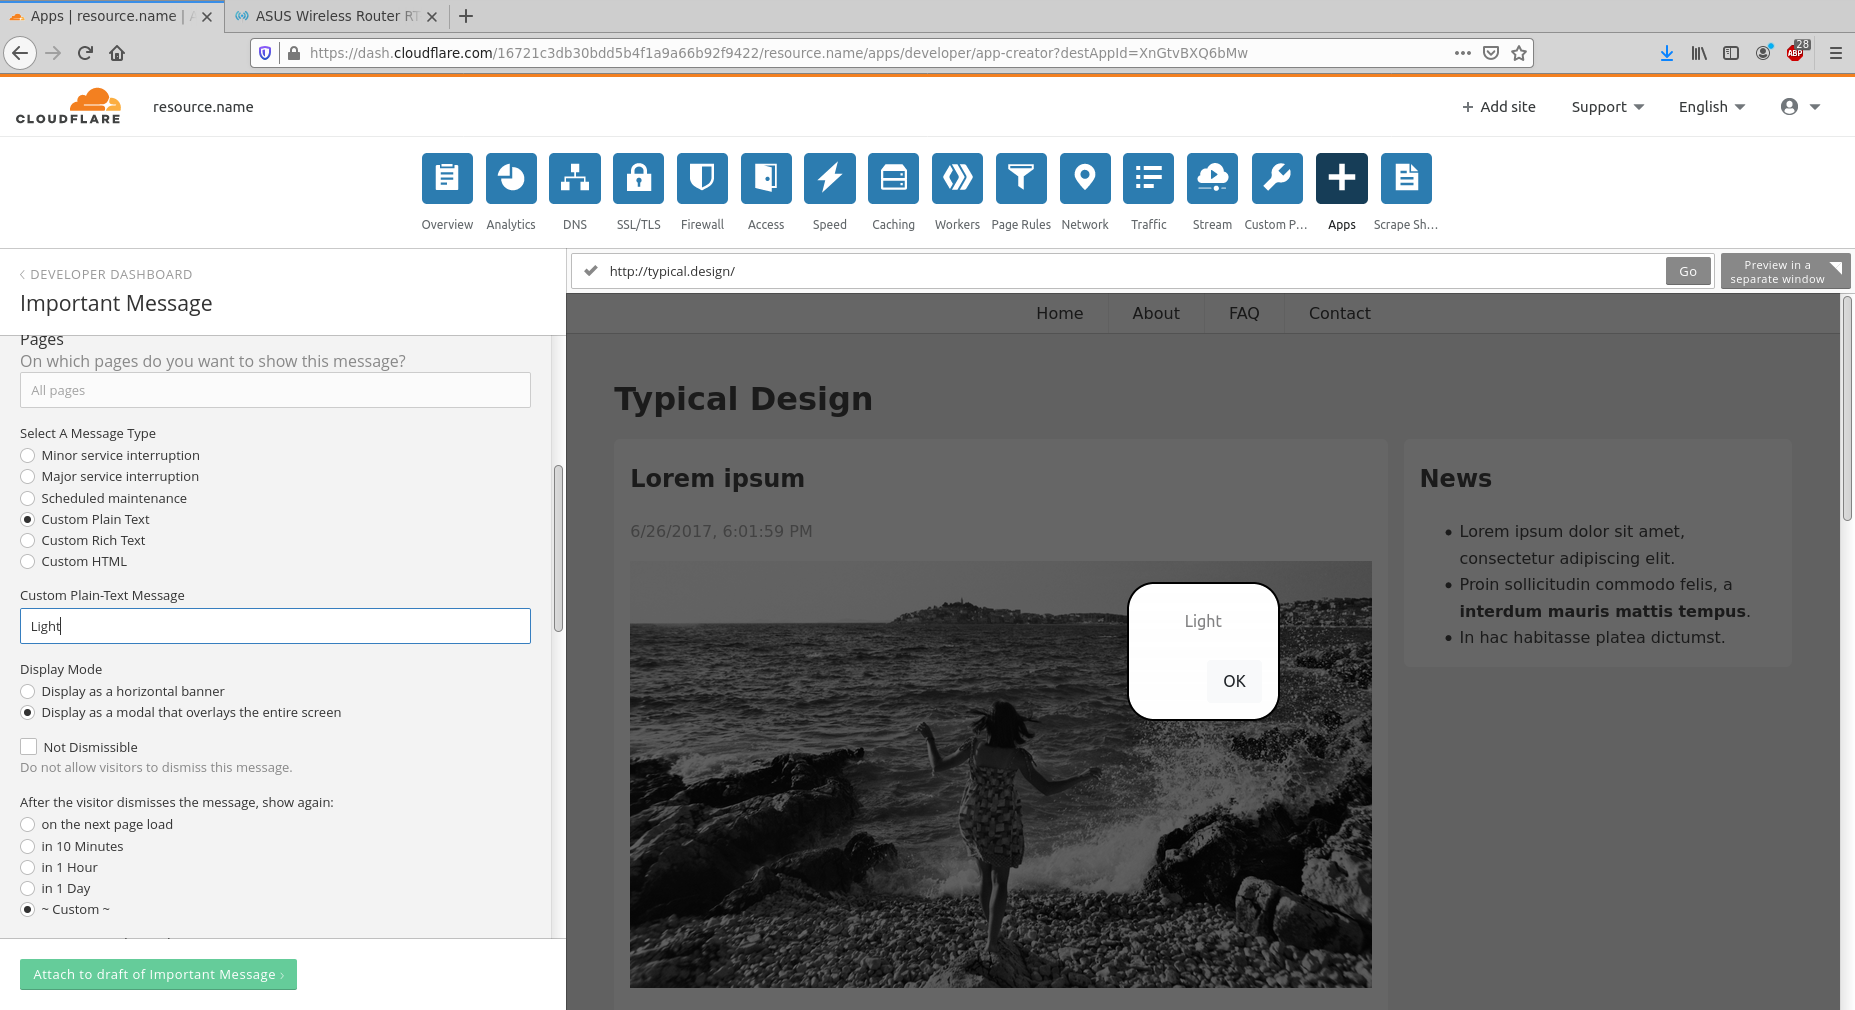 Apps | resource.name |
ASUS Wireless Router RT
https://dash.cloudflare.com/16721c3db30bdd5b4f1a9a66b92f9422/resource.name/apps/developer/app-creator?destAppId=XnGtvBXQ6bMw
28
ABP
CLOUDFLARE
resource.name
+ Add site
Support
English
Overview
Analytics
DNS
SSL/TLS
Firewall
Access
Speed
Caching
Workers
Page Rules
Network
Traffic
Stream
Custom P...
Apps
Scrape Sh...
‹ DEVELOPER DASHBOARD
Important Message
Pages
On which pages do you want to show this message?
All pages
Select A Message Type
Minor service interruption
Major service interruption
Scheduled maintenance
Custom Plain Text
Custom Rich Text
Custom HTML
Custom Plain-Text Message
Light
Display Mode
Display as a horizontal banner
Display as a modal that overlays the entire screen
Not Dismissible
Do not allow visitors to dismiss this message.
After the visitor dismisses the message, show again:
on the next page load
in 10 Minutes
in 1 Hour
in 1 Day
~ Custom ~
Attach to draft of Important Message ›
http://typical.design/
Go
Preview in a
separate window
Home
About
FAQ
Contact
Typical Design
Lorem ipsum
6/26/2017, 6:01:59 PM
Light
OK
News
• Lorem ipsum dolor sit amet,
consectetur adipiscing elit.
• Proin sollicitudin commodo felis, a
interdum mauris mattis tempus.
• In hac habitasse platea dictumst.